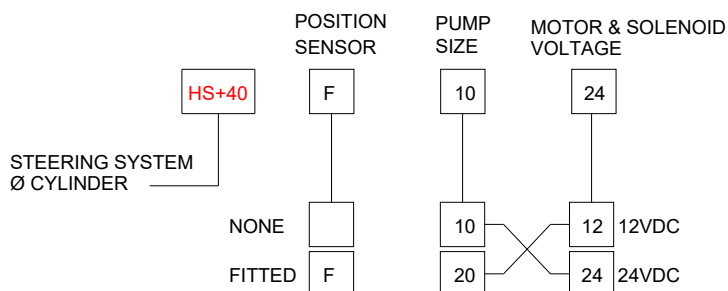 POSITION SENSOR
PUMP SIZE
MOTOR & SOLENOID VOLTAGE
HS+40
F
10
24
STEERING SYSTEM
Ø CYLINDER
NONE
10
12
12VDC
FITTED
F
20
24
24VDC